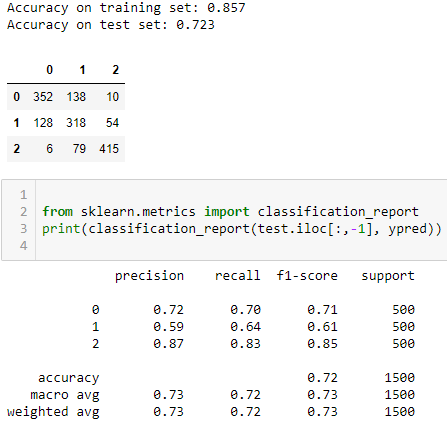 Accuracy on training set: 0.857
Accuracy on test set: 0.723
0 1 2
0 352 138 10
1 128 318 54
2 6 79 415
1
2 from sklearn.metrics import classification_report
3 print(classification_report(test.iloc[:,-1], ypred))
4
precision recall f1-score support
0 0.72 0.70 0.71 500
1 0.59 0.64 0.61 500
2 0.87 0.83 0.85 500
accuracy 0.72 1500
macro avg 0.73 0.72 0.73 1500
weighted avg 0.73 0.72 0.73 1500